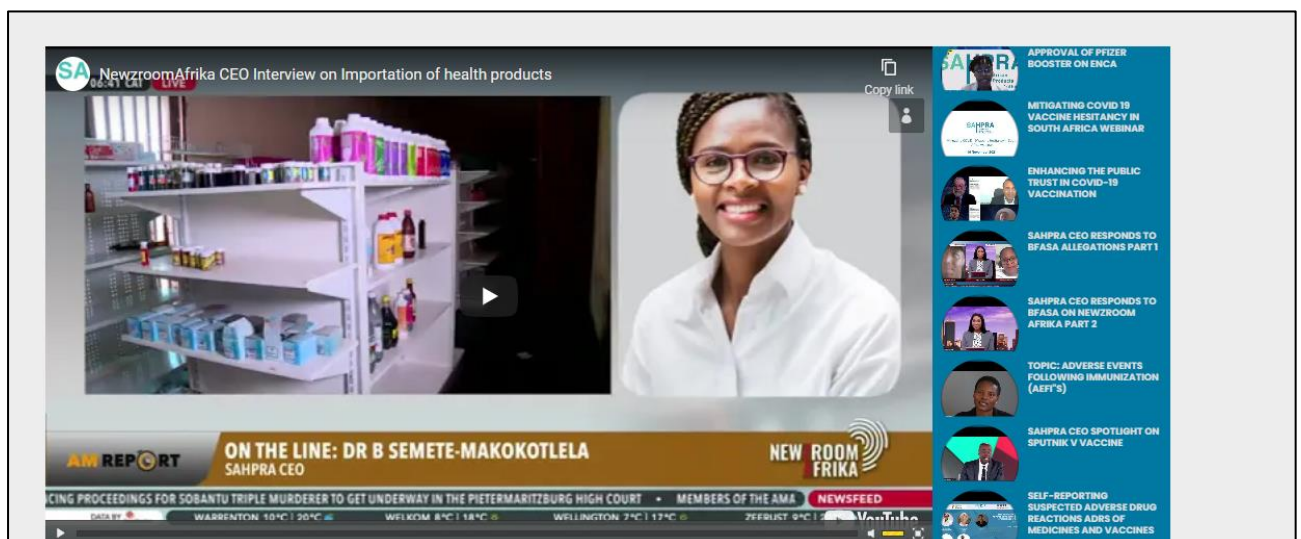 SA NewzroomAfrika CEO Interview on Importation of health products
06:41 CAT LIVE
Copy link
AM REPORT
ON THE LINE: DR B SEMETE-MAKOKOTLELA
SAHPRA CEO
NEWZROOM
AFRIKA
CING PROCEEDINGS FOR SOBANTU TRIPLE MURDERER TO GET UNDERWAY IN THE PIETERMARITZBURG HIGH COURT • MEMBERS OF THE AMA
NEWSFEED
DATA BY
WARRENTON 10°C | 20°C
WELKOM 8°C | 18°C
WELLINGTON 7°C | 17°C
ZEERUST 9°C | 2
YouTube
APPROVAL OF PFIZER
BOOSTER ON ENCA
MITIGATING COVID 19
VACCINE HESITANCY IN
SOUTH AFRICA WEBINAR
SAHPRA
ENHANCING THE PUBLIC
TRUST IN COVID-19
VACCINATION
SAHPRA CEO RESPONDS TO
BFASA ALLEGATIONS PART 1
SAHPRA CEO RESPONDS TO
BFASA ON NEWZROOM
AFRIKA PART 2
TOPIC: ADVERSE EVENTS
FOLLOWING IMMUNIZATION
(AEFI"S)
SAHPRA CEO SPOTLIGHT ON
SPUTNIK V VACCINE
SELF-REPORTING
SUSPECTED ADVERSE DRUG
REACTIONS ADRS OF
MEDICINES AND VACCINES